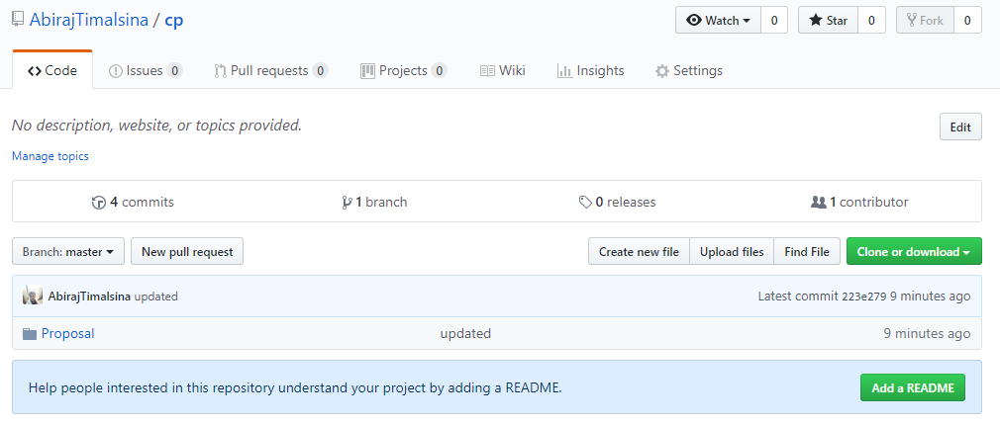 AbirajTimalsina / cp Watch 0 Star 0 Fork 0
Code Issues 0 Pull requests 0 Projects 0 Wiki Insights Settings
No description, website, or topics provided. Edit
Manage topics
4 commits 1 branch 0 releases 1 contributor
Branch: master New pull request Create new file Upload files Find File Clone or download
AbirajTimalsina updated Latest commit 223e279 9 minutes ago
Proposal updated 9 minutes ago
Help people interested in this repository understand your project by adding a README. Add a README